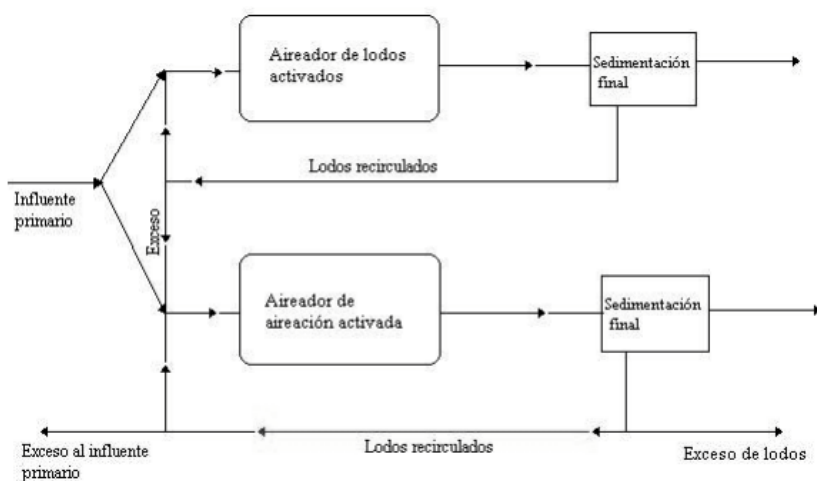 Aireador de lodos
activados
Sedimentación
final
Lodos recirculados
Influente
primario
Exceso
Aireador de
aireación activada
Sedimentación
final
Exceso al influente
primario
Lodos recirculados
Exceso de lodos